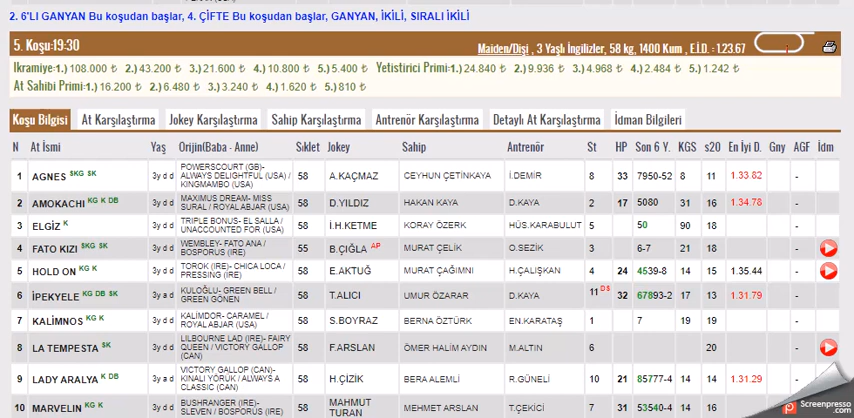 2. 6'LI GANYAN Bu koşudan başlar, 4. ÇİFTE Bu koşudan başlar, GANYAN, İKİLİ, SIRALI İKİLİ
5. Koşu:19:30 Maiden/Dişi , 3 Yaşlı İngilizler, 58 kg, 1400 Kum , E.İ.D. : 1.23.67
Ikramiye:1.) 108.000 ₺ 2.) 43.200 ₺ 3.) 21.600 ₺ 4.) 10.800 ₺ 5.) 5.400 ₺ Yetistirici Primi:1.) 24.840 ₺ 2.) 9.936 ₺ 3.) 4.968 ₺ 4.) 2.484 ₺ 5.) 1.242 ₺
At Sahibi Primi:1.) 16.200 ₺ 2.) 6.480 ₺ 3.) 3.240 ₺ 4.) 1.620 ₺ 5.) 810 ₺
Koşu Bilgisi At Karşılaştırma Jokey Karşılaştırma Sahip Karşılaştırma Antrenör Karşılaştırma Detaylı At Karşılaştırma İdman Bilgileri
N At İsmi Yaş Orijin(Baba - Anne) Sıklet Jokey Sahip Antrenör St HP Son 6 Y. KGS s20 En İyi D. Gny AGF İdm
1 AGNES SKG SK 3y d d POWERSCOURT (GB)- ALWAYS DELIGHTFUL (USA) / KINGMAMBO (USA) 58 A.KAÇMAZ CEYHUN ÇETİNKAYA İ.DEMİR 8 33 7950-52 8 11 1.33.82 -
2 AMOKACHI KG K DB 3y d d MAXIMUS DREAM- MISS SURAL / ROYAL ABJAR (USA) 58 D.YILDIZ HAKAN KAYA D.KAYA 2 17 5080 31 16 1.34.78 -
3 ELGİZ K 3y d d TRIPLE BONUS- EL SALLA / UNACCOUNTED FOR (USA) 58 İ.H.KETME KORAY ÖZERK HÜS.KARABULUT 5 50 90 18 -
4 FATO KIZI SKG SK 3y d d WEMBLEY- FATO ANA / BOSPORUS (IRE) 55 B.ÇIĞLA AP MURAT ÇELİK O.SEZİK 3 6-7 21 18 -
5 HOLD ON KG K 3y d d TOROK (IRE)- CHICA LOCA / PRESSING (IRE) 58 E.AKTUĞ MURAT ÇAĞIMNI H.ÇALIŞKAN 4 24 4539-8 14 15 1.35.44 -
6 İPEKYELE KG DB SK 3y a d KULOĞLU- GREEN BELL / GREEN GÖNEN 58 T.ALICI UMUR ÖZARAR D.KAYA 11 DS 32 67893-2 17 13 1.31.79 -
7 KALİMNOS KG K 3y d d KALİMDOR- CARAMEL / ROYAL ABJAR (USA) 58 S.BOYRAZ BERNA ÖZTÜRK EN.KARATAŞ 1 7 19 19 -
8 LA TEMPESTA SK 3y d d LILBOURNE LAD (IRE)- FAIRY QUEEN / VICTORY GALLOP (CAN) 58 F.ARSLAN ÖMER HALİM AYDIN M.ALTIN 6 20 -
9 LADY ARALYA K DB 3y a d VICTORY GALLOP (CAN)- KINALI YORUK / ALWAYS A CLASSIC (CAN) 58 H.ÇİZİK BERA ALEMLİ R.GÜNELİ 10 21 85777-4 14 14 1.31.29 -
10 MARVELIN KG K 3y d d BUSHRANGER (IRE)- SLEVEN / BOSPORUS (IRE) 58 MAHMUT TURAN MEHMET ARSLAN T.ÇEKİCİ 7 31 53540-4 14 16 -
Screenpresso
.com